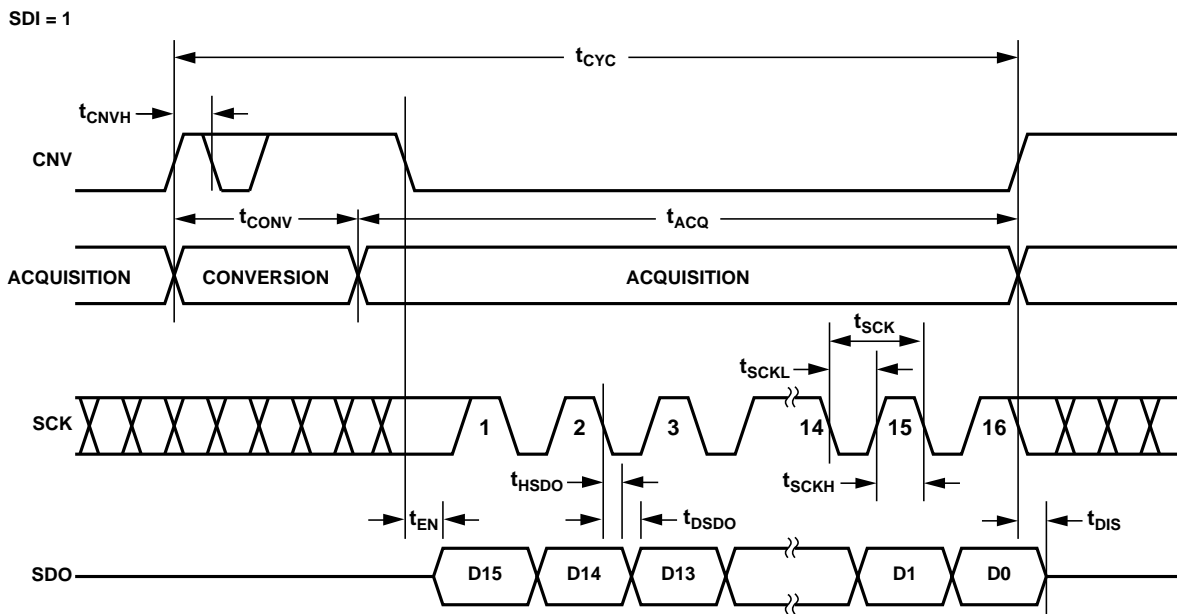 SDI = 1
tCYC
tCNVH
CNV
tCONV
tACQ
ACQUISITION
CONVERSION
ACQUISITION
tSCK
tSCKL
SCK
1
2
3
14
15
16
tHSDO
tSCKH
tEN
tDSDO
tDIS
SDO
D15
D14
D13
D1
D0